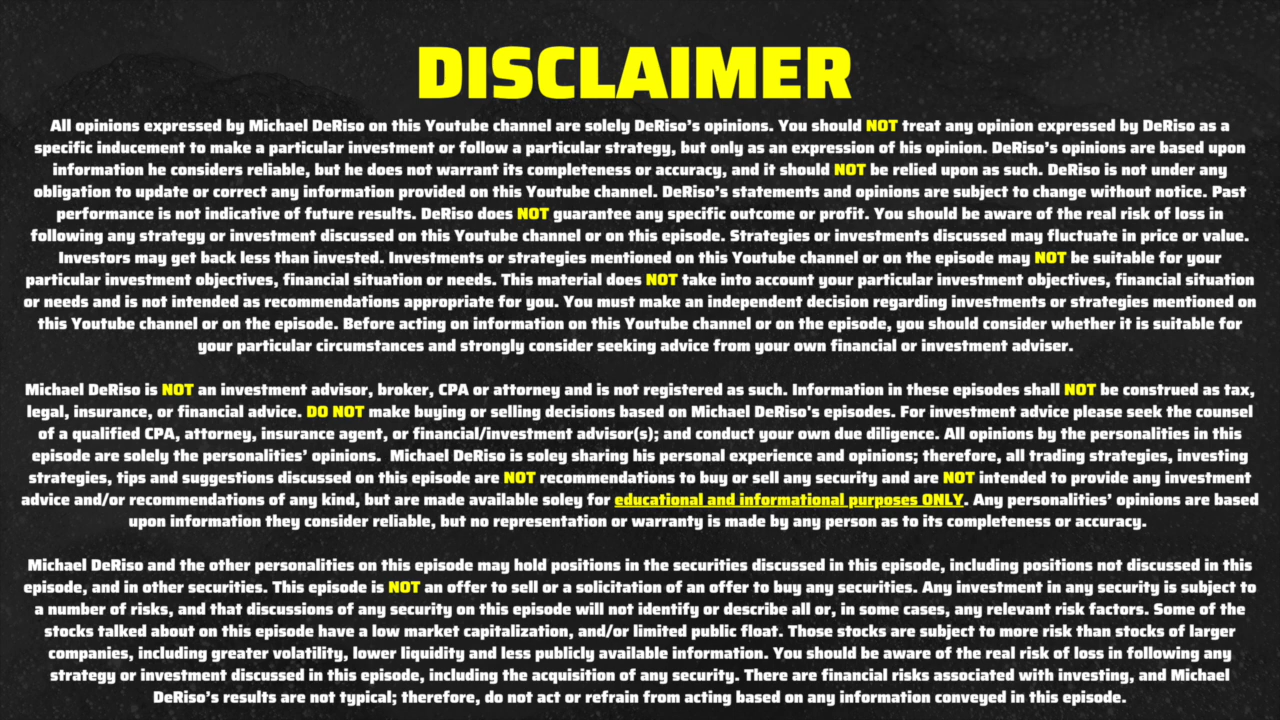 DISCLAIMER
All opinions expressed by Michael DeRiso on this Youtube channel are solely DeRiso's opinions. You should NOT treat any opinion expressed by DeRiso as a
specific inducement to make a particular investment or follow a particular strategy, but only as an expression of his opinion. DeRiso's opinions are based upon
information he considers reliable, but he does not warrant its completeness or accuracy, and it should NOT be relied upon as such. DeRiso is not under any
obligation to update or correct any information provided on this Youtube channel. DeRiso's statements and opinions are subject to change without notice. Past
performance is not indicative of future results. DeRiso does NOT guarantee any specific outcome or profit. You should be aware of the real risk of loss in
following any strategy or investment discussed on this Youtube channel or on this episode. Strategies or investments discussed may fluctuate in price or value.
Investors may get back less than invested. Investments or strategies mentioned on this Youtube channel or on the episode may NOT be suitable for your
particular investment objectives, financial situation or needs. This material does NOT take into account your particular investment objectives, financial situation
or needs and is not intended as recommendations appropriate for you. You must make an independent decision regarding investments or strategies mentioned on
this Youtube channel or on the episode. Before acting on information on this Youtube channel or on the episode, you should consider whether it is suitable for
your particular circumstances and strongly consider seeking advice from your own financial or investment adviser.
Michael DeRiso is NOT an investment advisor, broker, CPA or attorney and is not registered as such. Information in these episodes shall NOT be construed as tax,
legal, insurance, or financial advice. DO NOT make buying or selling decisions based on Michael DeRiso's episodes. For investment advice please seek the counsel
of a qualified CPA, attorney, insurance agent, or financial/investment advisor(s); and conduct your own due diligence. All opinions by the personalities in this
episode are solely the personalities' opinions. Michael DeRiso is soley sharing his personal experience and opinions; therefore, all trading strategies, investing
strategies, tips and suggestions discussed on this episode are NOT recommendations to buy or sell any security and are NOT intended to provide any investment
advice and/or recommendations of any kind, but are made available soley for educational and informational purposes ONLY. Any personalities' opinions are based
upon information they consider reliable, but no representation or warranty is made by any person as to its completeness or accuracy.
Michael DeRiso and the other personalities on this episode may hold positions in the securities discussed in this episode, including positions not discussed in this
episode, and in other securities. This episode is NOT an offer to sell or a solicitation of an offer to buy any securities. Any investment in any security is subject to
a number of risks, and that discussions of any security on this episode will not identify or describe all or, in some cases, any relevant risk factors. Some of the
stocks talked about on this episode have a low market capitalization, and/or limited public float. Those stocks are subject to more risk than stocks of larger
companies, including greater volatility, lower liquidity and less publicly available information. You should be aware of the real risk of loss in following any
strategy or investment discussed in this episode, including the acquisition of any security. There are financial risks associated with investing, and Michael
DeRiso's results are not typical; therefore, do not act or refrain from acting based on any information conveyed in this episode.